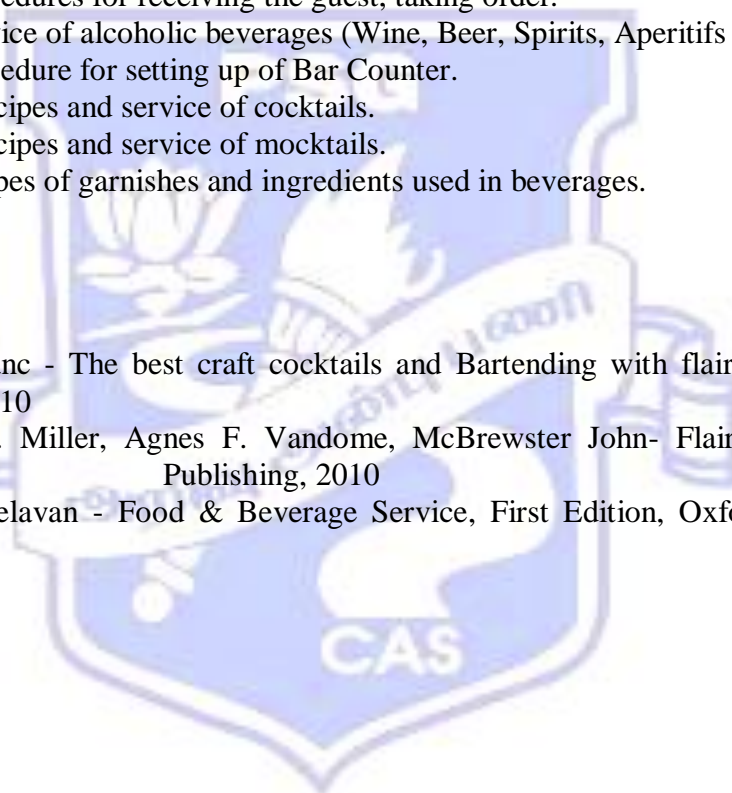 edures for receiving the guest, taking order.
vice of alcoholic beverages (Wine, Beer, Spirits, Aperitifs
edure for setting up of Bar Counter.
cipes and service of cocktails.
cipes and service of mocktails.
pes of garnishes and ingredients used in beverages.
PSG
anc - The best craft cocktails and Bartending with flair
10
. Miller, Agnes F. Vandome, McBrewster John- Flair
Publishing, 2010
elavan - Food & Beverage Service, First Edition, Oxfo
CAS